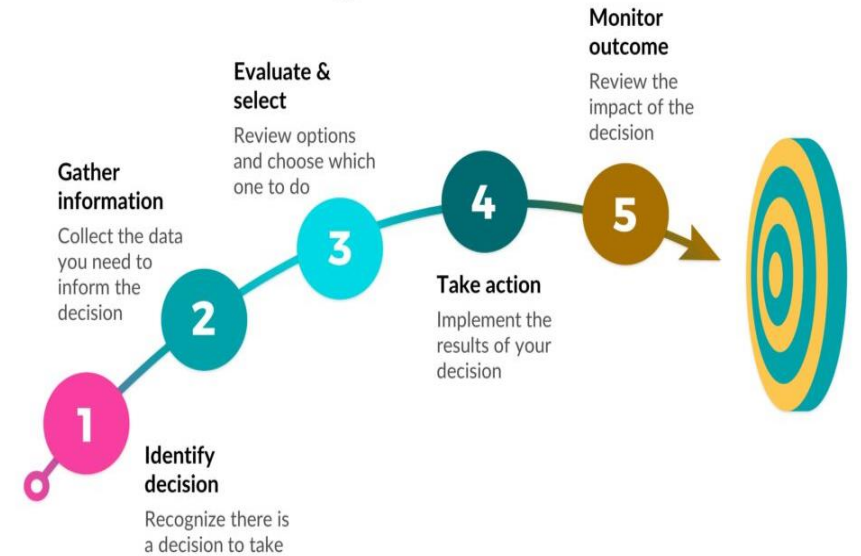 1
Identify
decision
Recognize there is
a decision to take
2
Gather
information
Collect the data
you need to
inform the
decision
3
Evaluate &
select
Review options
and choose which
one to do
4
Take action
Implement the
results of your
decision
5
Monitor
outcome
Review the
impact of the
decision